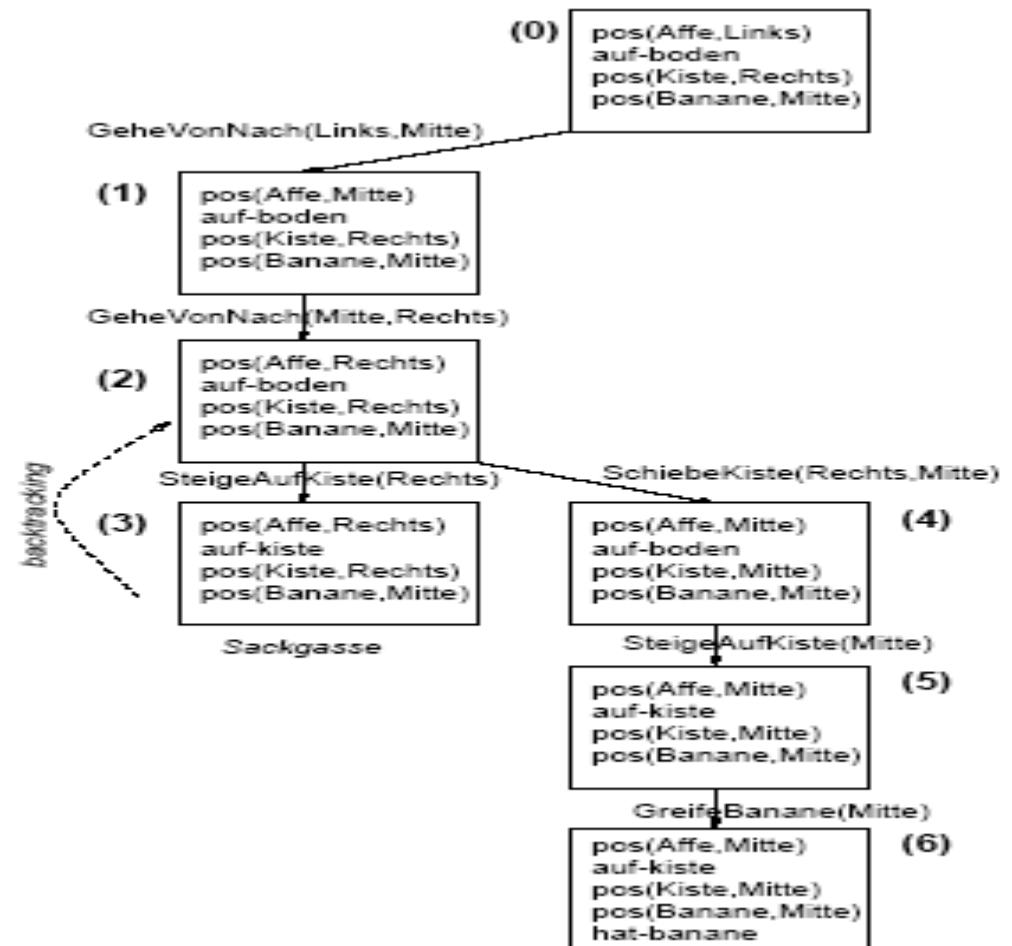 (0)
pos(Affe,Links)
auf-boden
pos(Kiste,Rechts)
pos(Banane,Mitte)
GeheVonNach(Links,Mitte)
(1)
pos(Affe,Mitte)
auf-boden
pos(Kiste,Rechts)
pos(Banane,Mitte)
GeheVonNach(Mitte,Rechts)
(2)
pos(Affe,Rechts)
auf-boden
pos(Kiste,Rechts)
pos(Banane,Mitte)
backtracking
SteigeAufKiste(Rechts)
(3)
pos(Affe,Rechts)
auf-kiste
pos(Kiste,Rechts)
pos(Banane,Mitte)
Sackgasse
SchiebeKiste(Rechts,Mitte)
(4)
pos(Affe,Mitte)
auf-boden
pos(Kiste,Mitte)
pos(Banane,Mitte)
SteigeAufKiste(Mitte)
(5)
pos(Affe,Mitte)
auf-kiste
pos(Kiste,Mitte)
pos(Banane,Mitte)
GreifeBanane(Mitte)
(6)
pos(Affe,Mitte)
auf-kiste
pos(Kiste,Mitte)
pos(Banane,Mitte)
hat-banane